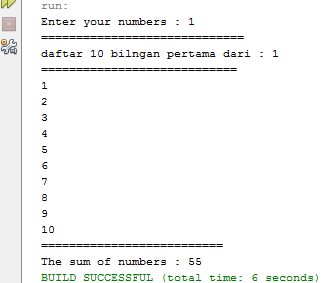 run:
Enter your numbers : 1
=============================
daftar 10 bilngan pertama dari : 1
============================
1
2
3
4
5
6
7
8
9
10
==========================
The sum of numbers : 55
BUILD SUCCESSFUL (total time: 6 seconds)